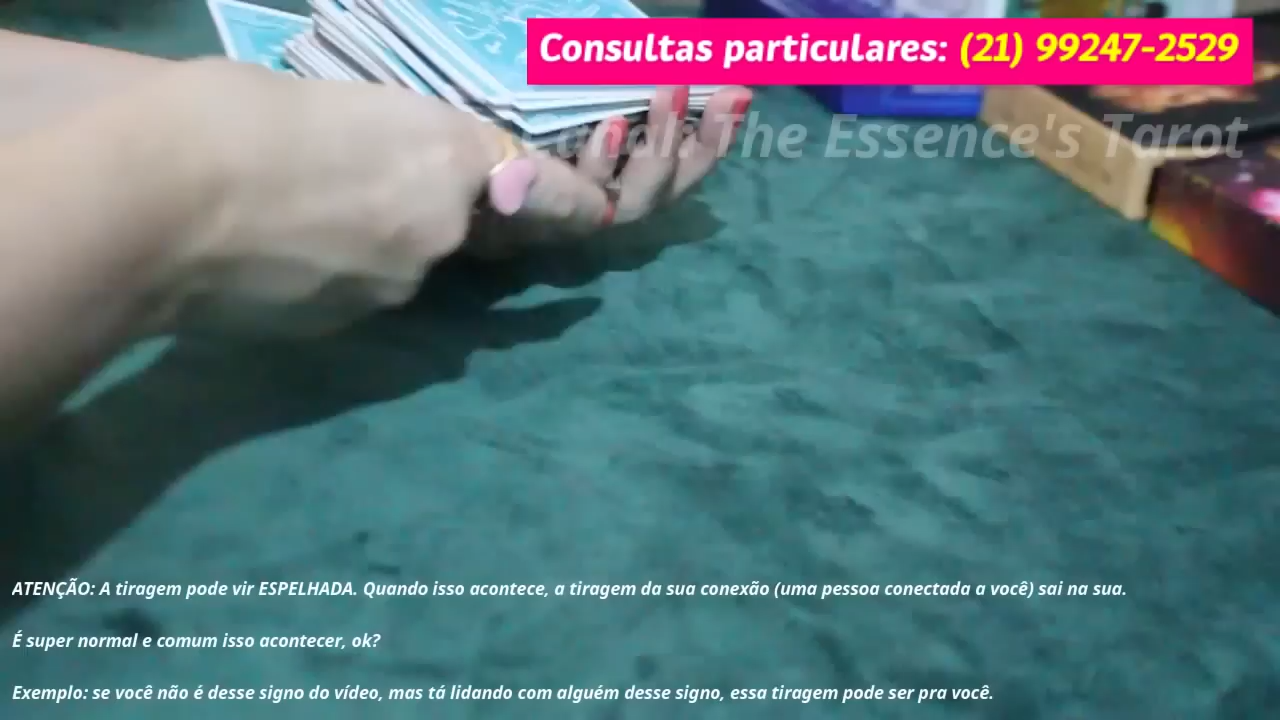 Consultas particulares: (21) 99247-2529
Canal: The Essence's Tarot
ATENÇÃO: A tiragem pode vir ESPELHADA. Quando isso acontece, a tiragem da sua conexão (uma pessoa conectada a você) sai na sua.
É super normal e comum isso acontecer, ok?
Exemplo: se você não é desse signo do vídeo, mas tá lidando com alguém desse signo, essa tiragem pode ser pra você.